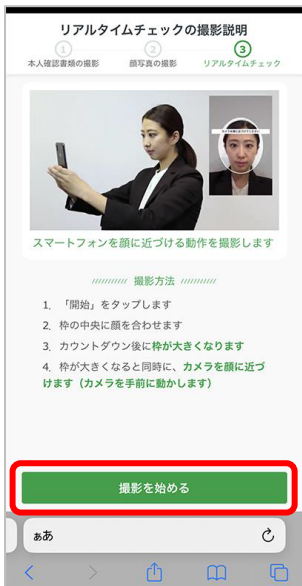 リアルタイムチェックの撮影説明
1 2 3
本人確認書類の撮影 顔写真の撮影 リアルタイムチェック
スマートフォンを顔に近づける動作を撮影します
撮影方法
1. 「開始」をタップします
2. 枠の中央に顔を合わせます
3. カウントダウン後に枠が大きくなります
4. 枠が大きくなると同時に、カメラを顔に近づ
けます（カメラを手前に動かします）
撮影を始める
ぁあ